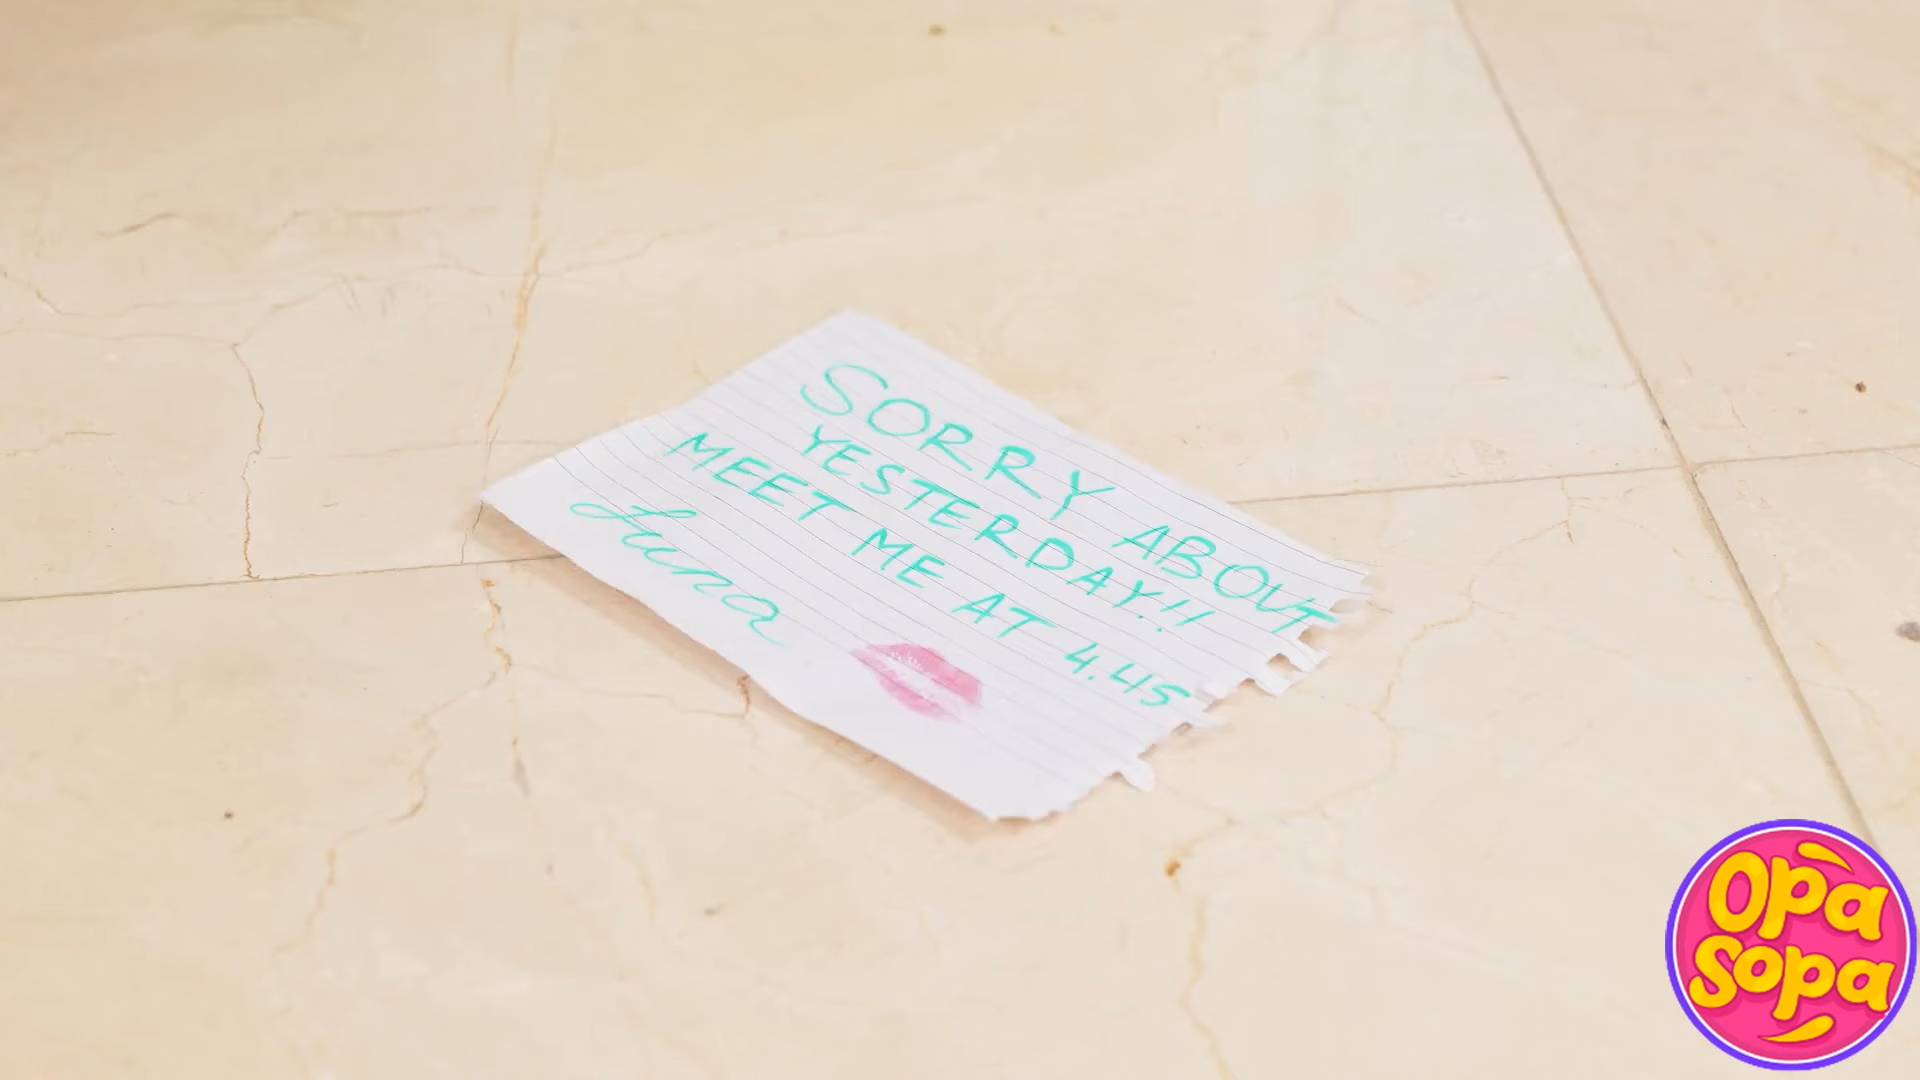 SORRY ABOUT
YESTERDAY!!
MEET ME AT 4.45
Luna
Opa
Sopa